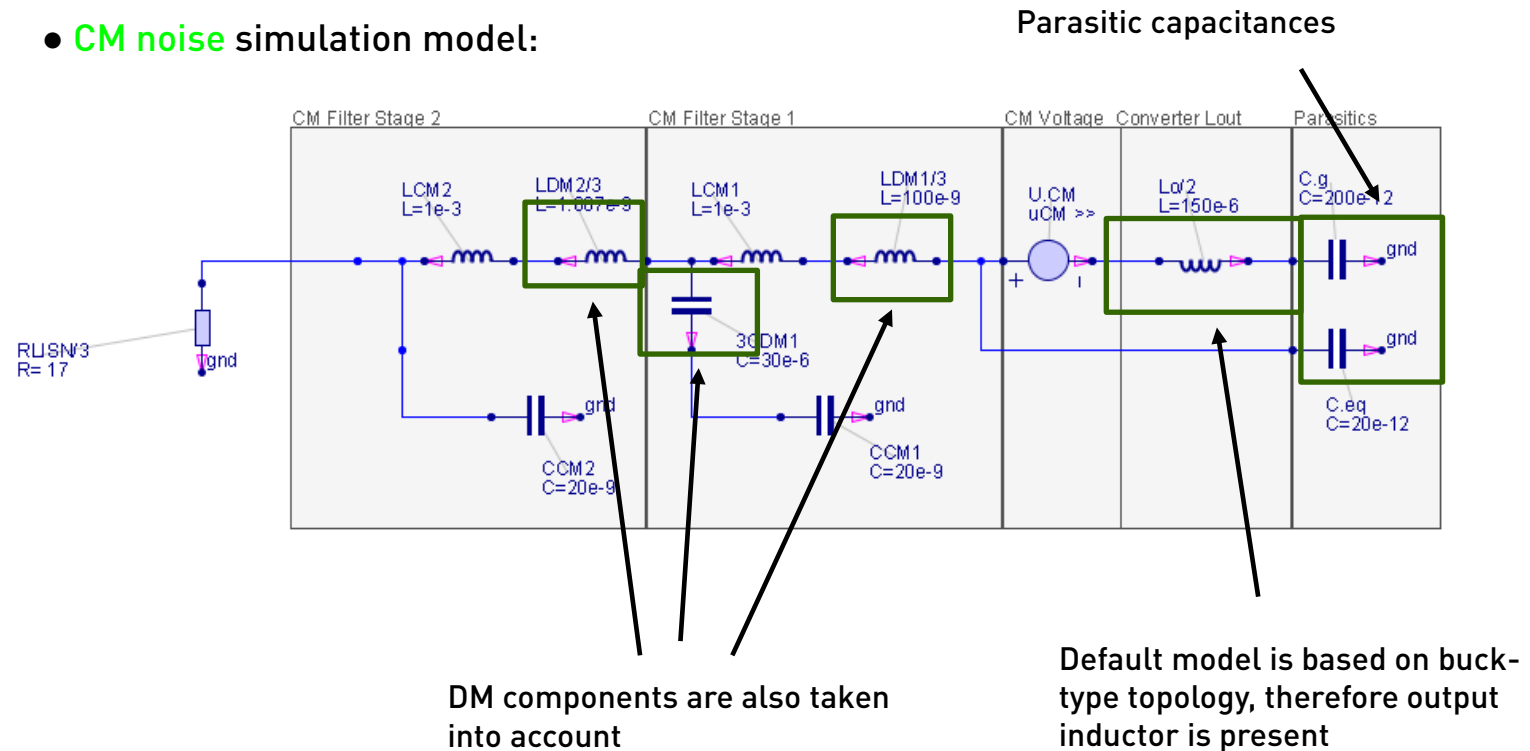 ● CM noise simulation model:
Parasitic capacitances
CM Filter Stage 2
CM Filter Stage 1
CM Voltage
Converter Lout
Parasitics
LCM2
L=1e-3
LDM2/3
LCM1
L=1e-3
LDM1/3
L=100e-9
U.CM
uCM >>
+
Lo/2
L=150e-6
C.g
C=200e-12
gnd
gnd
C.eq
C=20e-12
3CDM1
C=30e-6
RLISN/3
R= 17
gnd
gnd
CCM2
C=20e-9
gnd
CCM1
C=20e-9
DM components are also taken
into account
Default model is based on buck-
type topology, therefore output
inductor is present